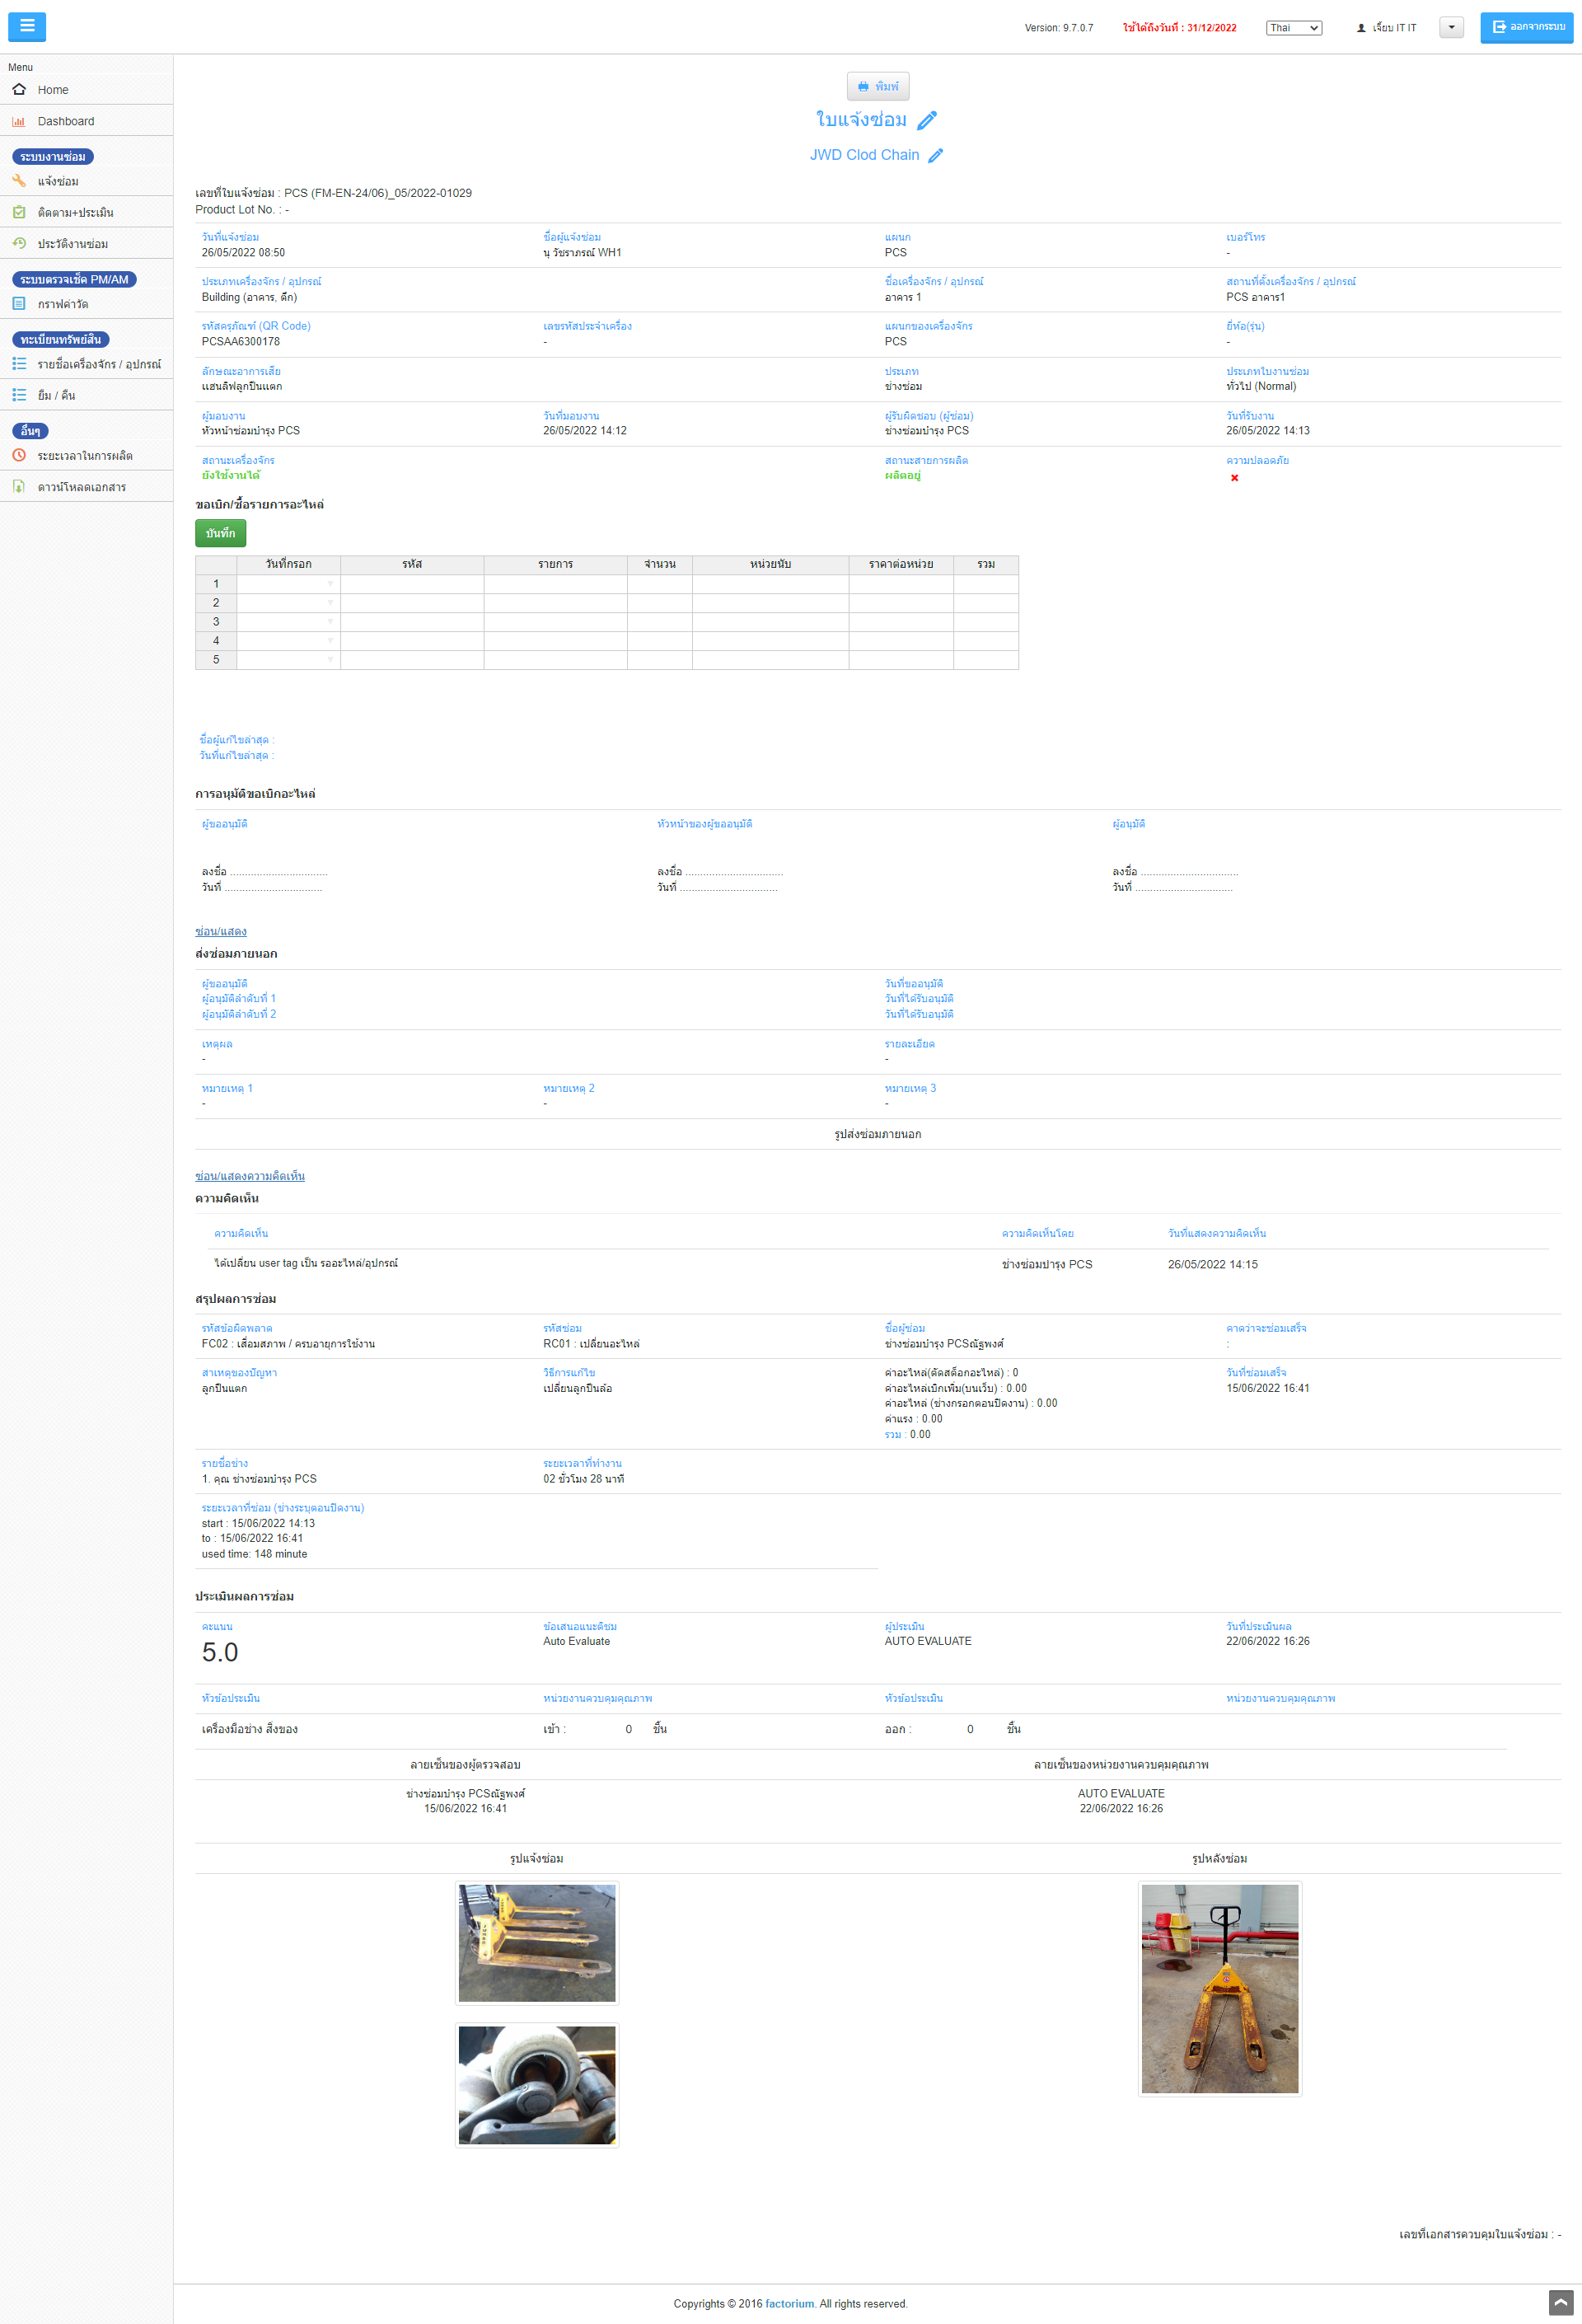 Version: 9.7.0.7
ใช้ได้ถึงวันที่ : 31/12/2022
Thai
เจี๊ยบ IT IT
ออกจากระบบ
Menu
Home
Dashboard
ระบบงานซ่อม
แจ้งซ่อม
ติดตาม+ประเมิน
ประวัติงานซ่อม
ระบบตรวจเช็ค PM/AM
กราฟค่าวัด
ทะเบียนทรัพย์สิน
รายชื่อเครื่องจักร / อุปกรณ์
ยืม / คืน
อื่นๆ
ระยะเวลาในการผลิต
ดาวน์โหลดเอกสาร
พิมพ์
ใบแจ้งซ่อม
JWD Clod Chain
เลขที่ใบแจ้งซ่อม : PCS (FM-EN-24/06)_05/2022-01029
Product Lot No. : -
วันที่แจ้งซ่อม ชื่อผู้แจ้งซ่อม แผนก เบอร์โทร
26/05/2022 08:50 นุ วัชราภรณ์ WH1 PCS -
ประเภทเครื่องจักร / อุปกรณ์ ชื่อเครื่องจักร / อุปกรณ์ สถานที่ตั้งเครื่องจักร / อุปกรณ์
Building (อาคาร, ตึก) อาคาร 1 PCS อาคาร1
รหัสครุภัณฑ์ (QR Code) เลขรหัสประจำเครื่อง แผนกของเครื่องจักร ยี่ห้อ(รุ่น)
PCSAA6300178 - PCS -
ลักษณะอาการเสีย ประเภท ประเภทใบงานซ่อม
แฮนลิฟลูกปืนแตก ช่างซ่อม ทั่วไป (Normal)
ผู้มอบงาน วันที่มอบงาน ผู้รับผิดชอบ (ผู้ซ่อม) วันที่รับงาน
หัวหน้าซ่อมบำรุง PCS 26/05/2022 14:12 ช่างซ่อมบำรุง PCS 26/05/2022 14:13
สถานะเครื่องจักร สถานะสายการผลิต ความปลอดภัย
ยังใช้งานได้ ผลิตอยู่
ขอเบิก/ซื้อรายการอะไหล่
บันทึก
วันที่กรอก รหัส รายการ จำนวน หน่วยนับ ราคาต่อหน่วย รวม
1
2
3
4
5
ชื่อผู้แก้ไขล่าสุด :
วันที่แก้ไขล่าสุด :
การอนุมัติขอเบิกอะไหล่
ผู้ขออนุมัติ หัวหน้าของผู้ขออนุมัติ ผู้อนุมัติ
ลงชื่อ ................................. ลงชื่อ ................................. ลงชื่อ .................................
วันที่ ................................. วันที่ ................................. วันที่ .................................
ซ่อน/แสดง
ส่งซ่อมภายนอก
ผู้ขออนุมัติ วันที่ขออนุมัติ
ผู้อนุมัติลำดับที่ 1 วันที่ได้รับอนุมัติ
ผู้อนุมัติลำดับที่ 2 วันที่ได้รับอนุมัติ
เหตุผล รายละเอียด
- -
หมายเหตุ 1 หมายเหตุ 2 หมายเหตุ 3
- - -
รูปส่งซ่อมภายนอก
ซ่อน/แสดงความคิดเห็น
ความคิดเห็น
ความคิดเห็น ความคิดเห็นโดย วันที่แสดงความคิดเห็น
ได้เปลี่ยน user tag เป็น รออะไหล่/อุปกรณ์ ช่างซ่อมบำรุง PCS 26/05/2022 14:15
สรุปผลการซ่อม
รหัสข้อผิดพลาด รหัสซ่อม ชื่อผู้ซ่อม คาดว่าจะซ่อมเสร็จ
FC02 : เสื่อมสภาพ / ครบอายุการใช้งาน RC01 : เปลี่ยนอะไหล่ ช่างซ่อมบำรุง PCSณัฐพงศ์ :
สาเหตุของปัญหา วิธีการแก้ไข ค่าอะไหล่(ตัดสต็อกอะไหล่) : 0 วันที่ซ่อมเสร็จ
ลูกปืนแตก เปลี่ยนลูกปืนล้อ ค่าอะไหล่เบิกเพิ่ม(บนเว็บ) : 0.00 15/06/2022 16:41
ค่าอะไหล่ (ช่างกรอกตอนปิดงาน) : 0.00
ค่าแรง : 0.00
รวม : 0.00
รายชื่อช่าง ระยะเวลาที่ทำงาน
1. คุณ ช่างซ่อมบำรุง PCS 02 ชั่วโมง 28 นาที
ระยะเวลาที่ซ่อม (ช่างระบุตอนปิดงาน)
start : 15/06/2022 14:13
to : 15/06/2022 16:41
used time: 148 minute
ประเมินผลการซ่อม
คะแนน ข้อเสนอแนะติชม ผู้ประเมิน วันที่ประเมินผล
5.0 Auto Evaluate AUTO EVALUATE 22/06/2022 16:26
หัวข้อประเมิน หน่วยงานควบคุมคุณภาพ หัวข้อประเมิน หน่วยงานควบคุมคุณภาพ
เครื่องมือช่าง สิ่งของ เข้า : 0 ชิ้น ออก : 0 ชิ้น
ลายเซ็นของผู้ตรวจสอบ ลายเซ็นของหน่วยงานควบคุมคุณภาพ
ช่างซ่อมบำรุง PCSณัฐพงศ์ AUTO EVALUATE
15/06/2022 16:41 22/06/2022 16:26
รูปแจ้งซ่อม รูปหลังซ่อม
เลขที่เอกสารควบคุมใบแจ้งซ่อม : -
Copyrights © 2016 factorium. All rights reserved.